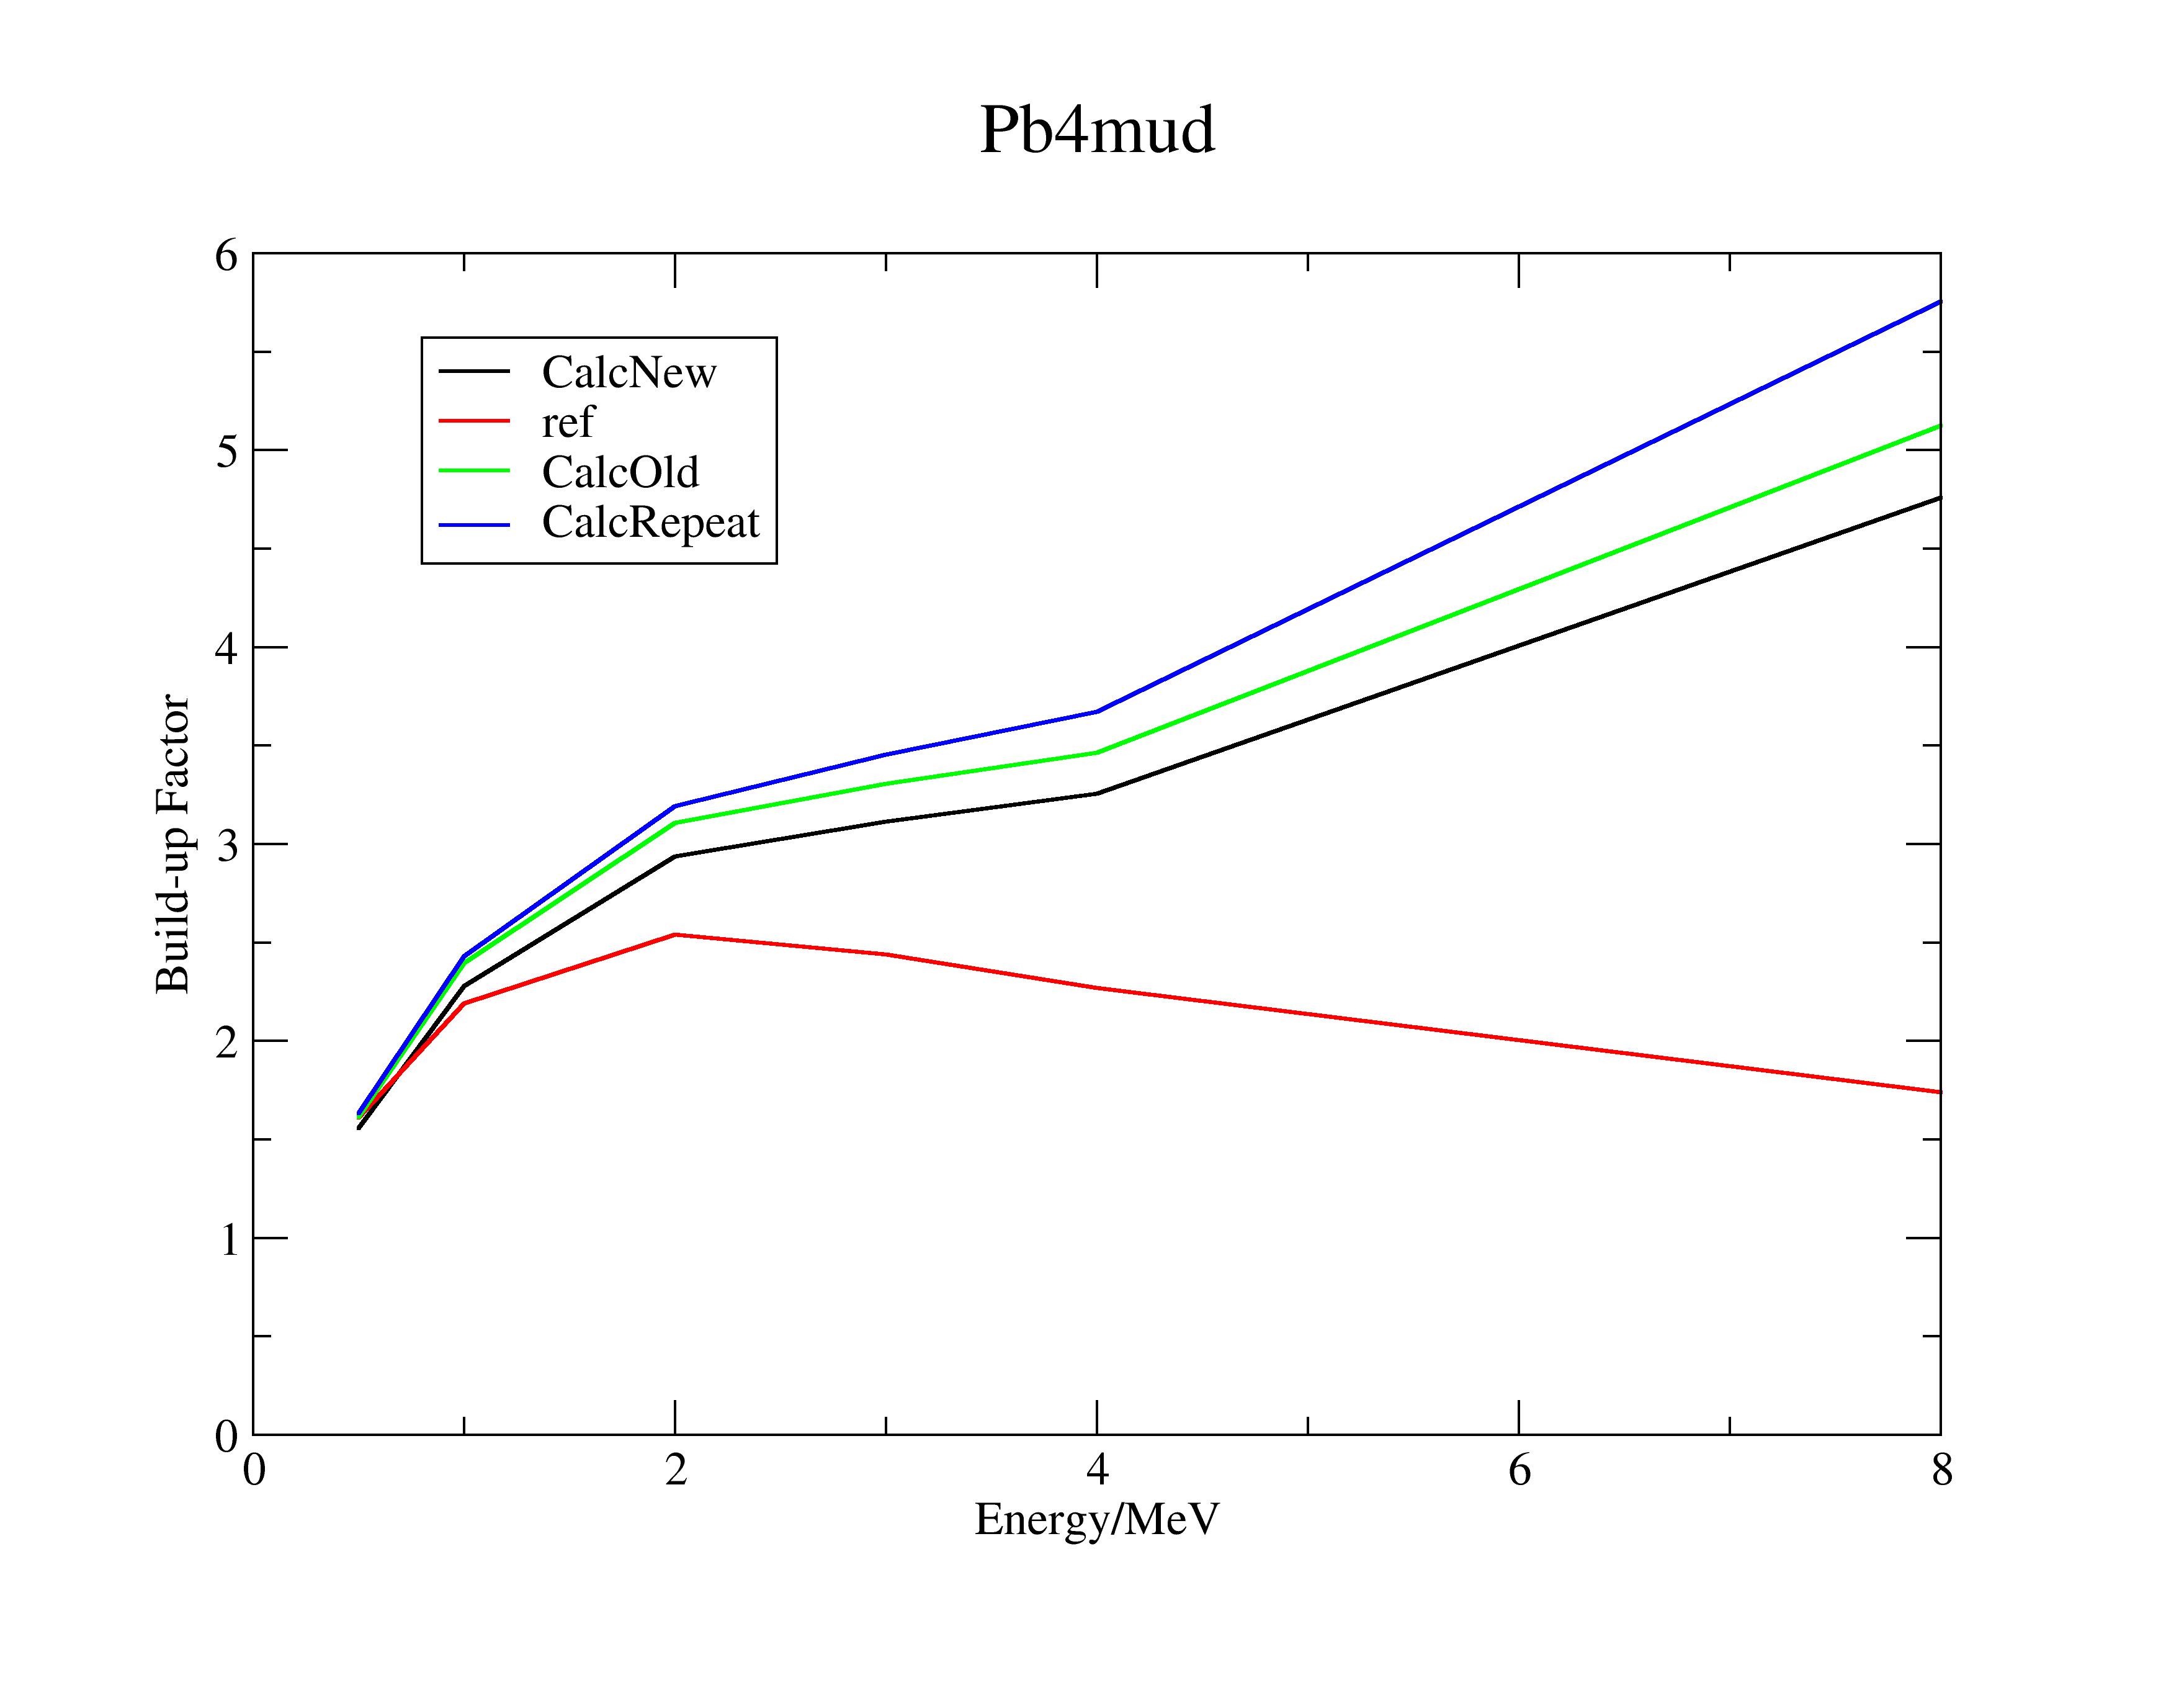 Pb4mud
6
5
4
3
2
1
0
Build-up Factor
CalcNew
ref
CalcOld
CalcRepeat
0 2 4 6 8
Energy/MeV